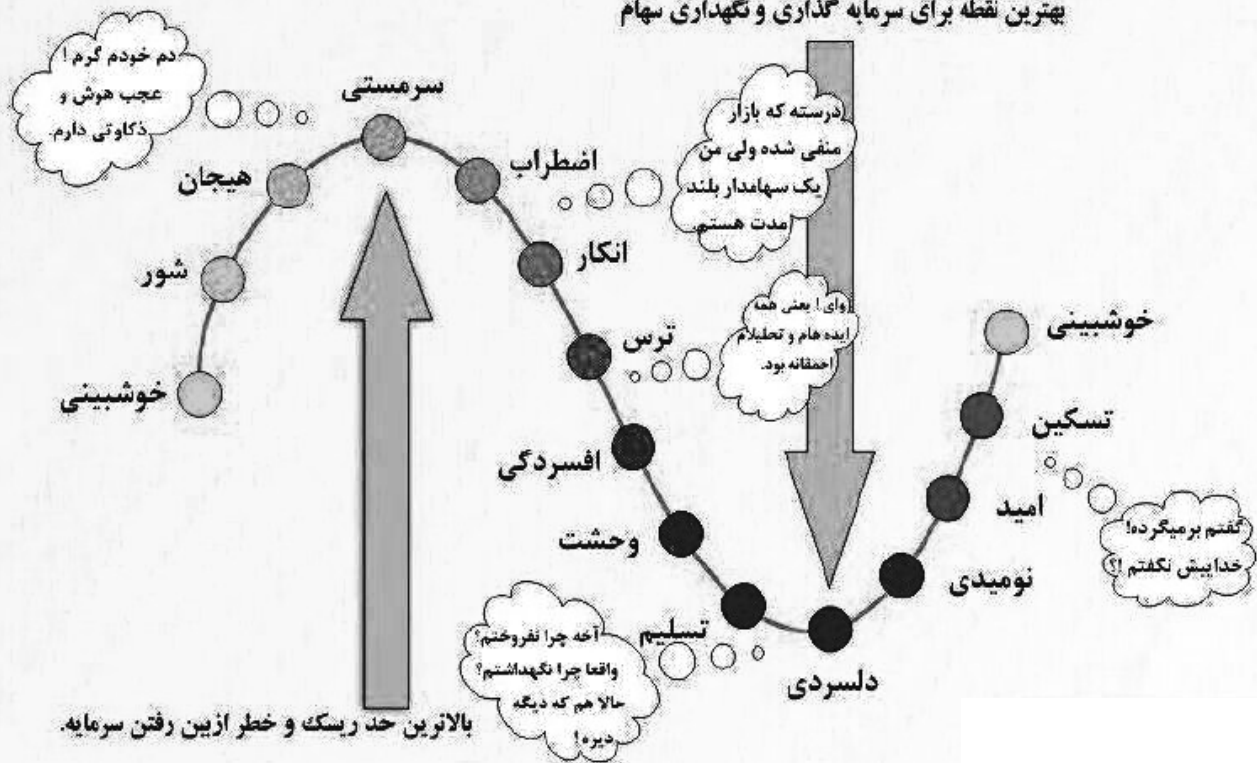 بهترین نقطه برای سرمایه گذاری و نگهداری سهام
دم خودم گرم !
عجب هوش و
ذکاوتی دارم.
سرمستی
هیجان
شور
خوشبینی
اضطراب
درسته که بازار
منفی شده ولی من
یک سهامدار بلند
مدت هستم.
انکار
ترس
وای ! یعنی همه
ایده هام و تحلیلام
احمقانه بود.
افسردگی
وحشت
تسلیم
آخه چرا نفروختم؟
واقعا چرا نگهداشتم؟
حالا هم که دیگه
دیره !
دلسردی
نومیدی
امید
تسکین
خوشبینی
گفتم برمیگرده!
خداییش نگفتم !؟
بالاترین حد ریسک و خطر ازبین رفتن سرمایه.